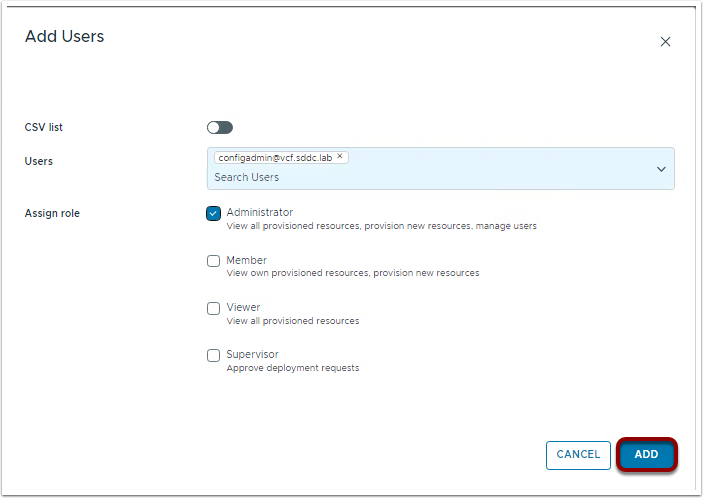 Add Users
CSV list
Users
configadmin@vcf.sddc.lab
Search Users
Assign role
Administrator
View all provisioned resources, provision new resources, manage users
Member
View own provisioned resources, provision new resources
Viewer
View all provisioned resources
Supervisor
Approve deployment requests
CANCEL
ADD